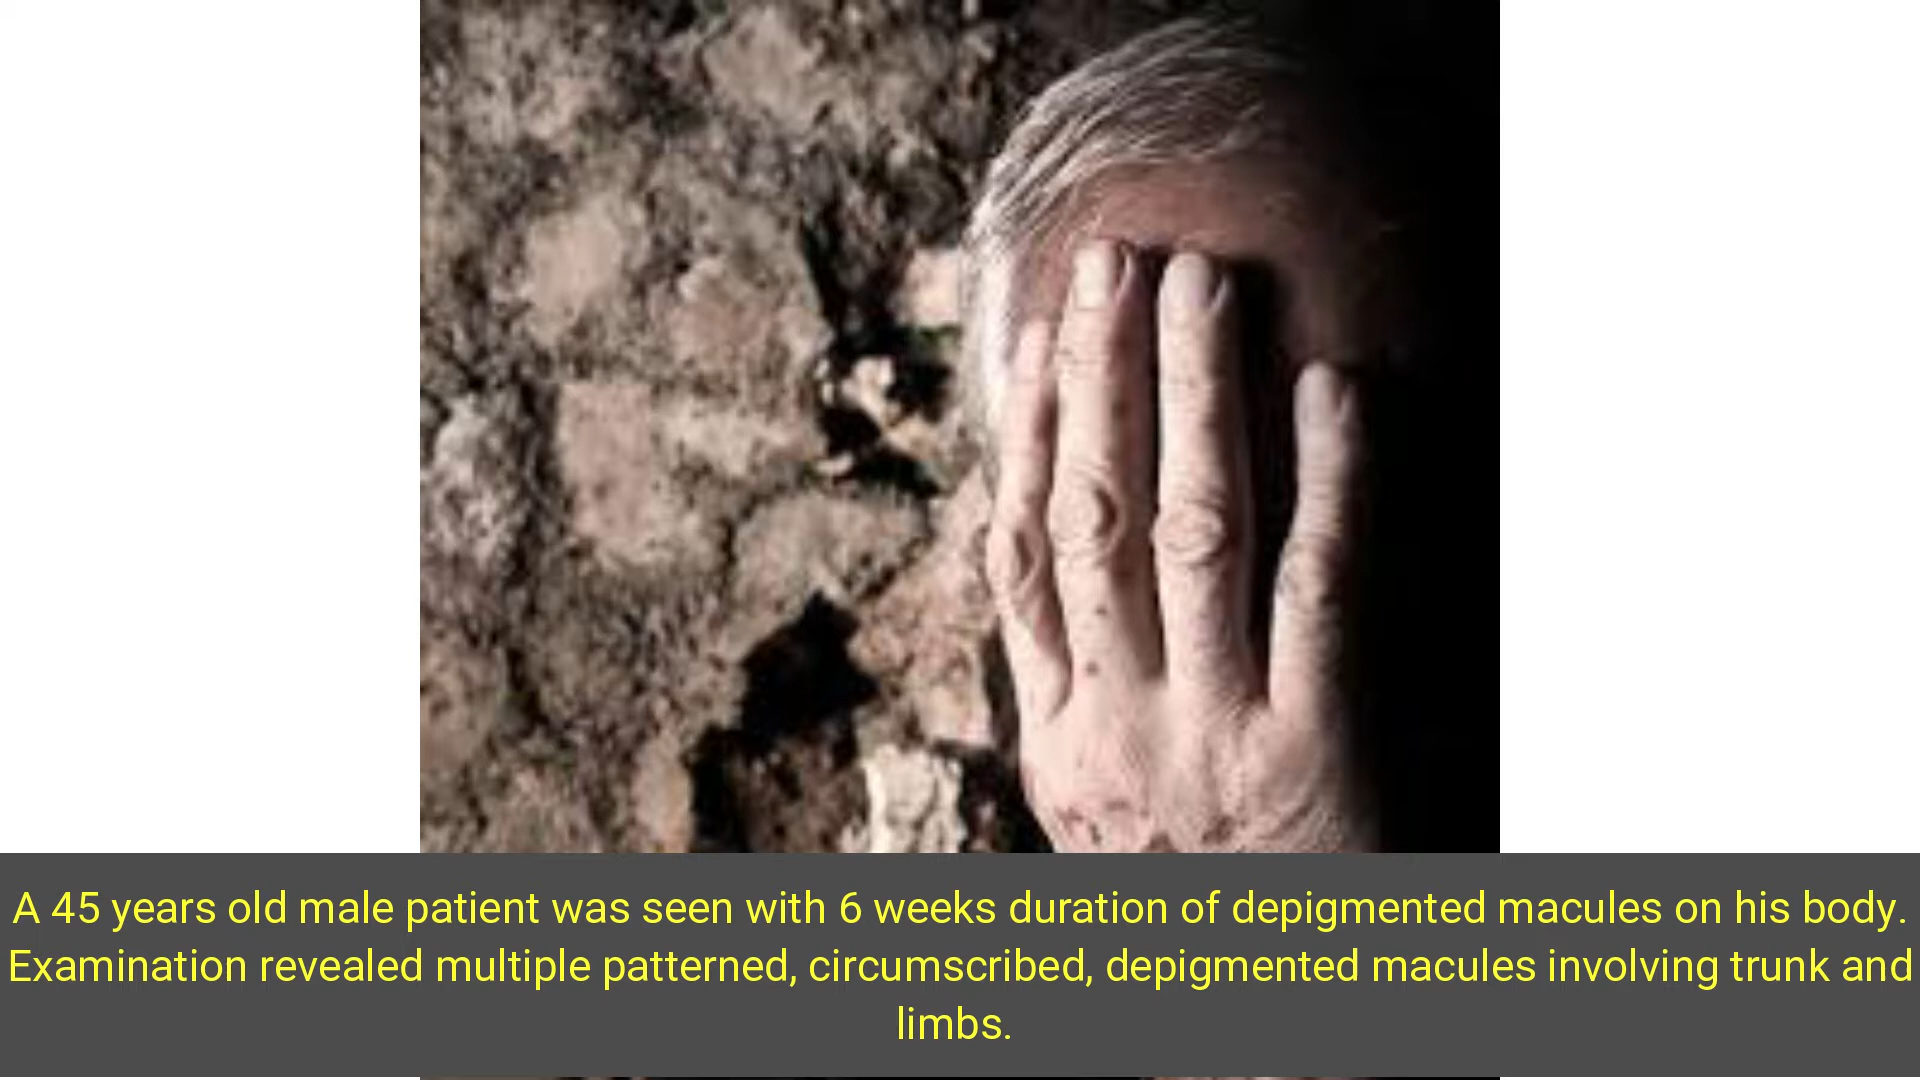 A 45 years old male patient was seen with 6 weeks duration of depigmented macules on his body.
Examination revealed multiple patterned, circumscribed, depigmented macules involving trunk and
limbs.